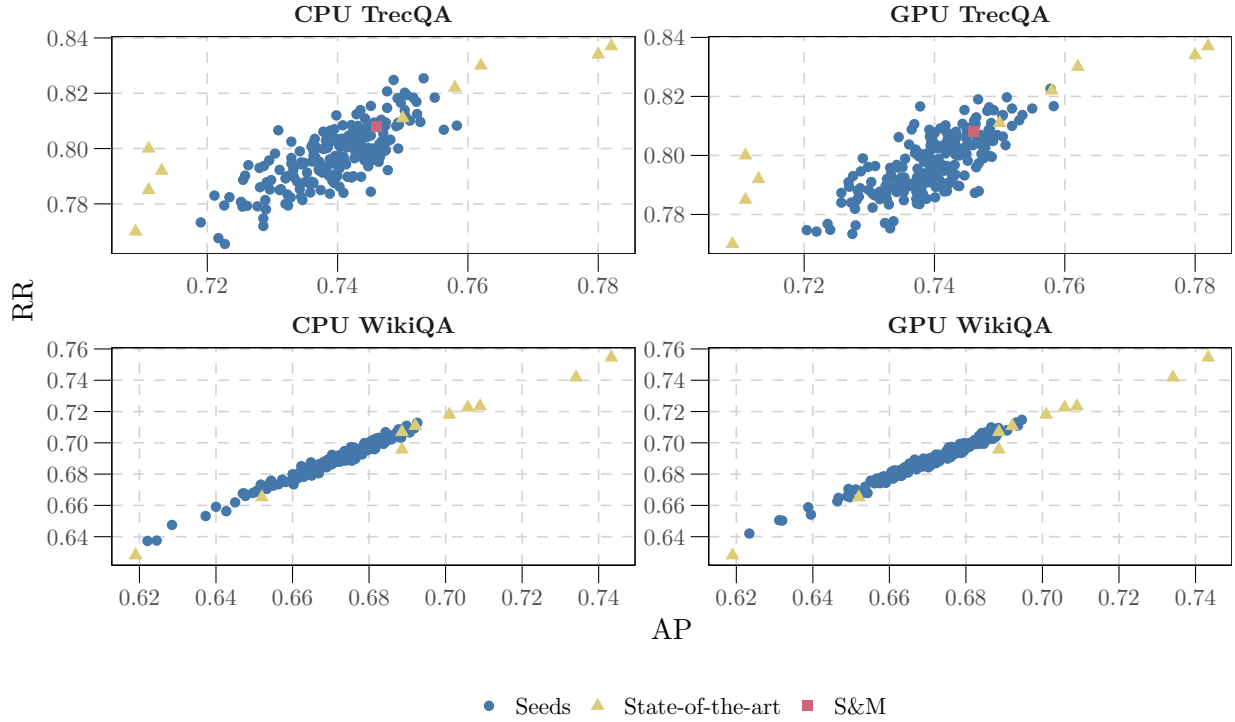 CPU TrecQA
GPU TrecQA
0.84
0.82
0.80
0.78
0.72 0.74 0.76 0.78
0.84
0.82
0.80
0.78
0.72 0.74 0.76 0.78
RR
CPU WikiQA
GPU WikiQA
0.76
0.74
0.72
0.70
0.68
0.66
0.64
0.62 0.64 0.66 0.68 0.70 0.72 0.74
0.76
0.74
0.72
0.70
0.68
0.66
0.64
0.62 0.64 0.66 0.68 0.70 0.72 0.74
AP
Seeds State-of-the-art S&M